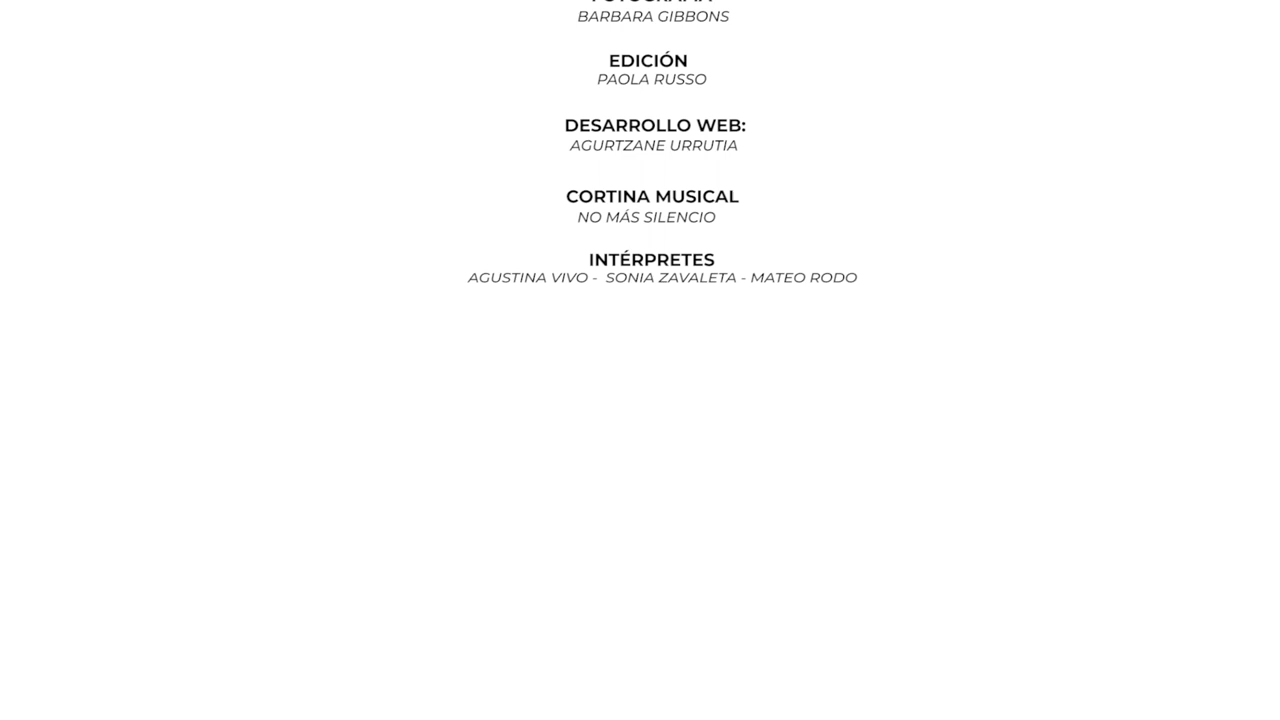 BARBARA GIBBONS
EDICIÓN
PAOLA RUSSO
DESARROLLO WEB:
AGURTZANE URRUTIA
CORTINA MUSICAL
NO MÁS SILENCIO
INTÉRPRETES
AGUSTINA VIVO -  SONIA ZAVALETA - MATEO RODO